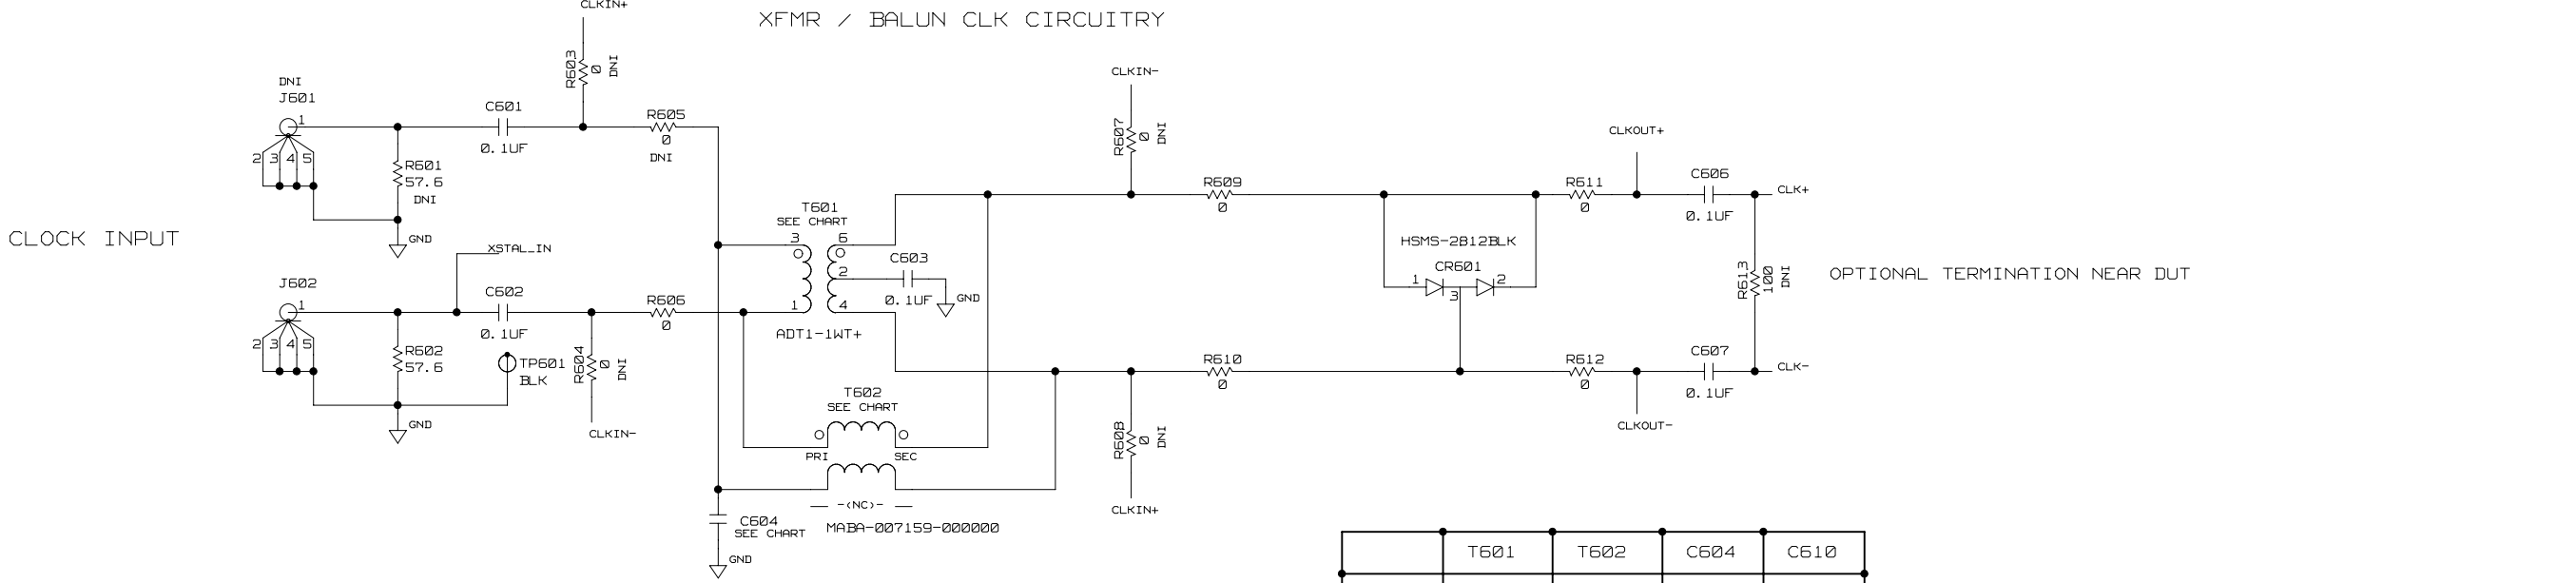 CLKIN+
XFMR / BALUN CLK CIRCUITRY
R603
0
DNI
CLKIN-
DNI
J601
1
2 3 4 5
R601
57.6
DNI
GND
C601
0.1UF
R605
0
DNI
R607
0
DNI
CLKOUT+
CLOCK INPUT
XSTAL_IN
J602
1
2 3 4 5
R602
57.6
GND
C602
0.1UF
TP601
BLK
R604
0
DNI
CLKIN-
R606
0
T601
SEE CHART
3 6
2
1 4
ADT1-1WT+
C603
0.1UF
GND
T602
SEE CHART
PRI SEC
-(NC)-
MABA-007159-000000
C604
SEE CHART
GND
R609
0
R610
0
R608
0
DNI
CLKIN+
HSMS-2812BLK
CR601
1 2
3
R611
0
R612
0
CLKOUT-
C606
0.1UF
CLK+
R613
100
DNI
C607
0.1UF
CLK-
OPTIONAL TERMINATION NEAR DUT
T601 T602 C604 C610